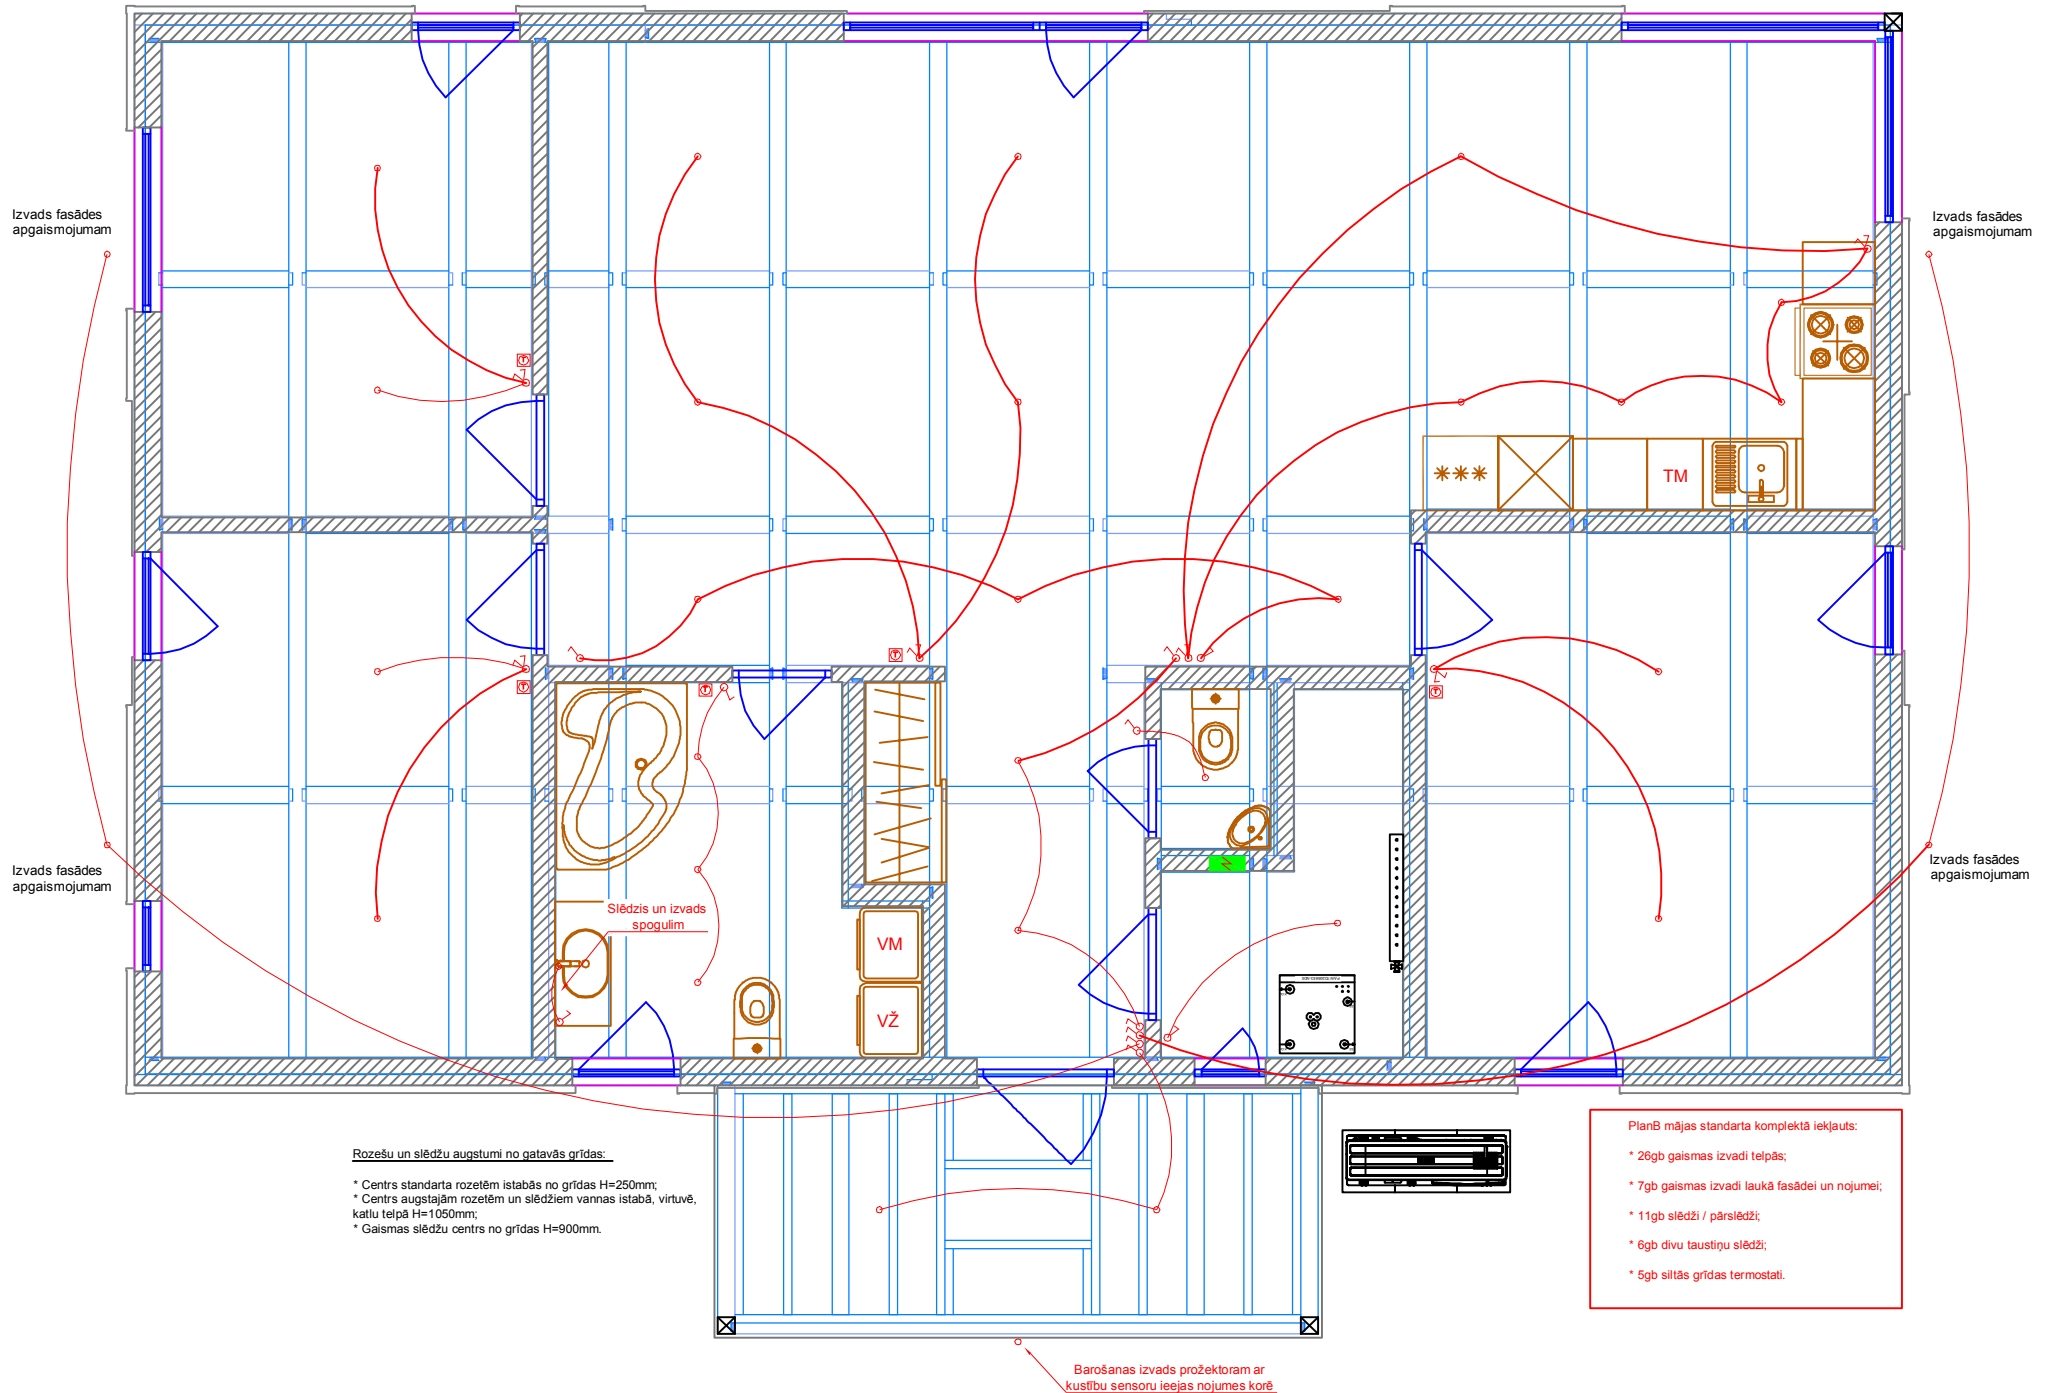 Izvads fasādes
apgaismojumam
Izvads fasādes
apgaismojumam
TM
Izvads fasādes
apgaismojumam
Slēdzis un izvads
spogulim
VM
VŽ
Izvads fasādes
apgaismojumam
Rozešu un slēdžu augstumi no gatavās grīdas:
* Centrs standarta rozetēm istabās no grīdas H=250mm;
* Centrs augstajām rozetēm un slēdžiem vannas istabā, virtuvē,
katlu telpā H=1050mm;
* Gaismas slēdžu centrs no grīdas H=900mm.
PlanB mājas standarta komplektā iekļauts:
* 26gb gaismas izvadi telpās;
* 7gb gaismas izvadi laukā fasādei un nojumei;
* 11gb slēdži / pārslēdži;
* 6gb divu taustiņu slēdži;
* 5gb siltās grīdas termostati.
Barošanas izvads prožektoram ar
kustību sensoru ieejas nojumes korē